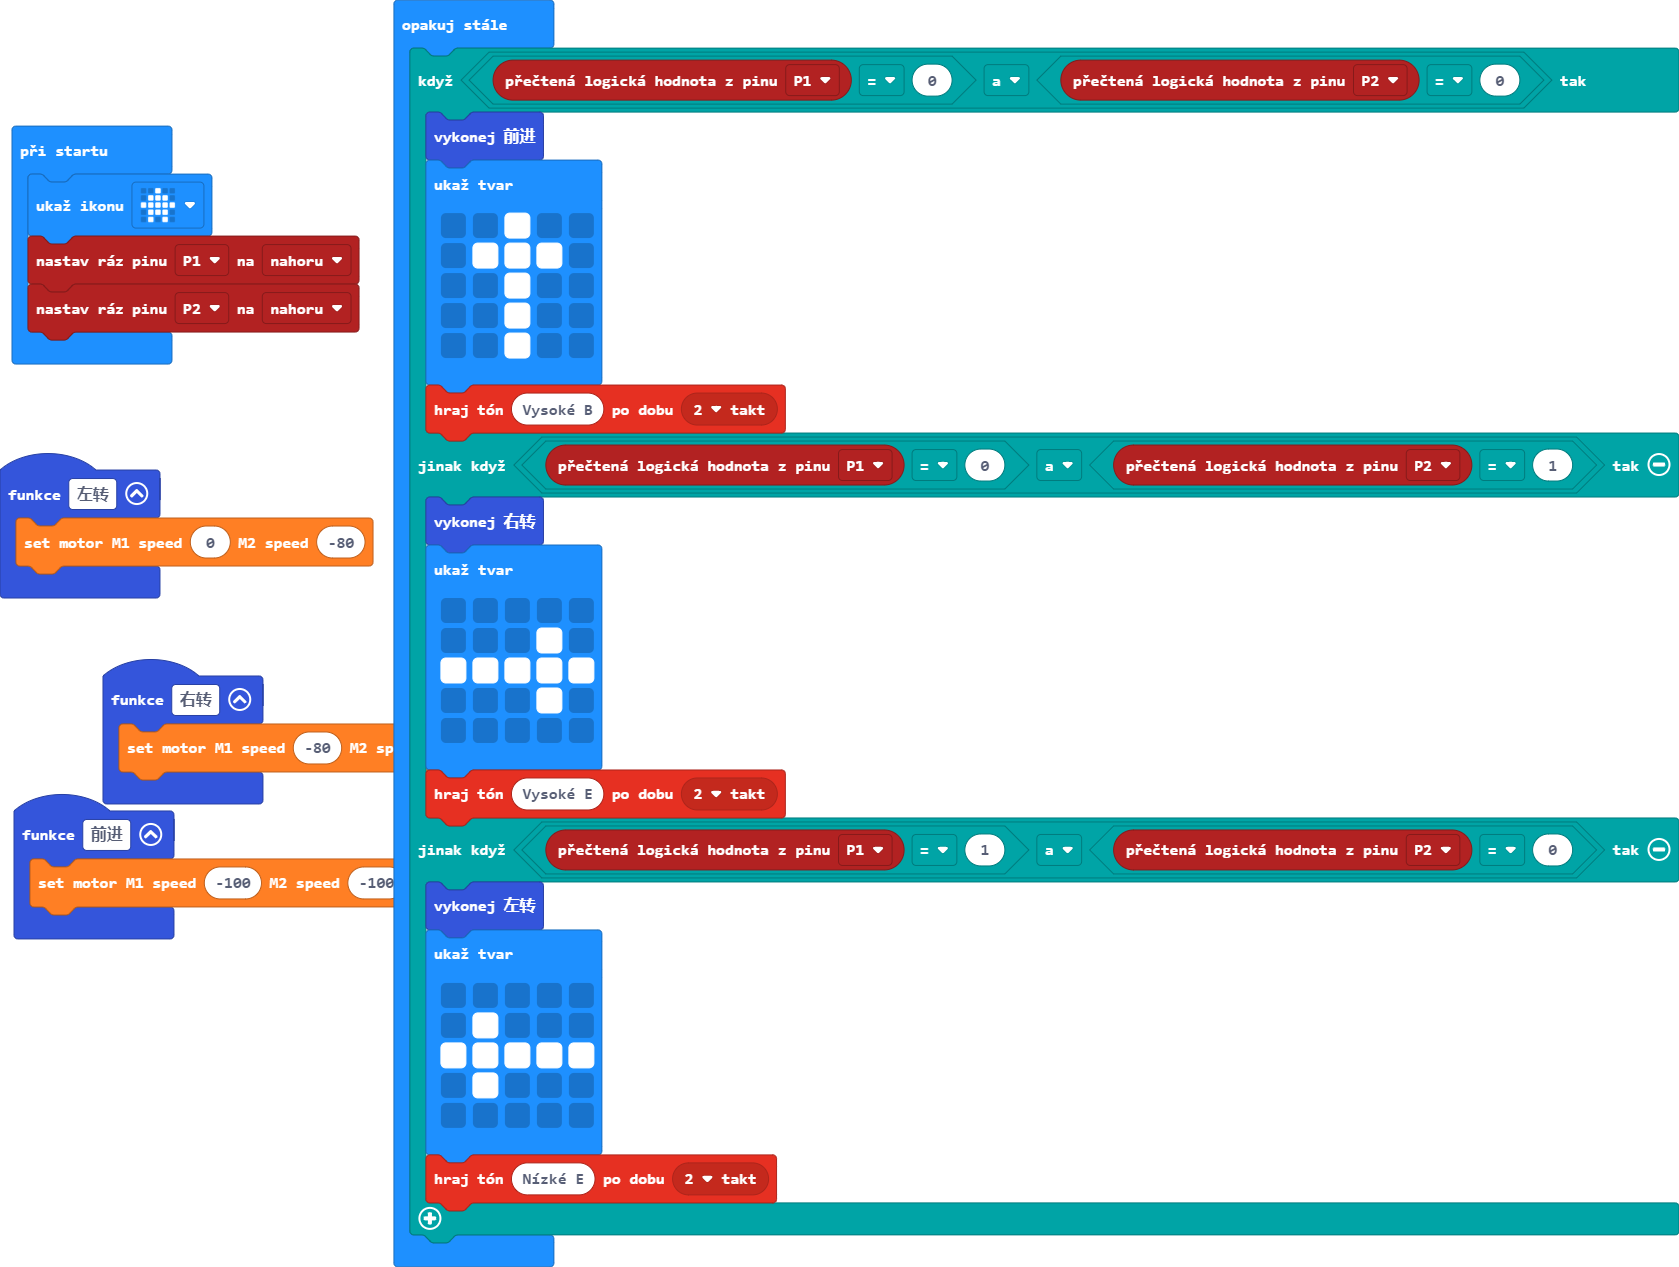 při startu
ukaž ikonu
nastav ráz pinu P1 na nahoru
nastav ráz pinu P2 na nahoru
funkce 左转
set motor M1 speed 0 M2 speed -80
funkce 右转
set motor M1 speed -80 M2 sp
funkce 前进
set motor M1 speed -100 M2 speed -100
opakuj stále
když přečtená logická hodnota z pinu P1 = 0 a přečtená logická hodnota z pinu P2 = 0 tak
vykonej 前进
ukaž tvar
hraj tón Vysoké B po dobu 2 takt
jinak když přečtená logická hodnota z pinu P1 = 0 a přečtená logická hodnota z pinu P2 = 1 tak
vykonej 右转
ukaž tvar
hraj tón Vysoké E po dobu 2 takt
jinak když přečtená logická hodnota z pinu P1 = 1 a přečtená logická hodnota z pinu P2 = 0 tak
vykonej 左转
ukaž tvar
hraj tón Nízké E po dobu 2 takt